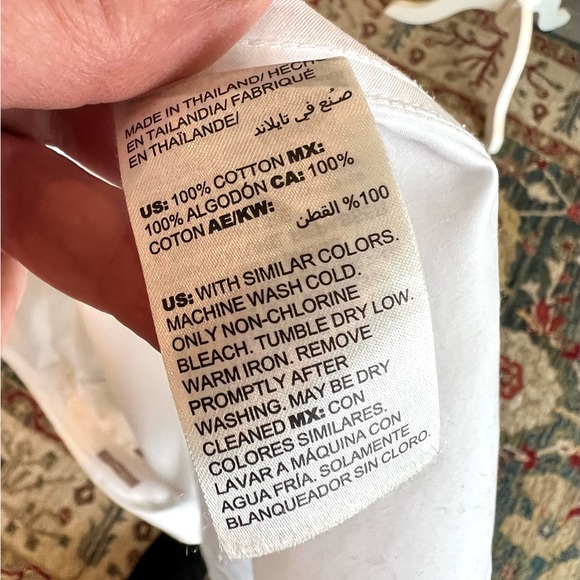 MADE IN THAILAND/ HECHO
EN TAILANDIA/ FABRIQUÉ
EN THAÏLANDE/ صنع في تايلاند
US: 100% COTTON MX:
100% ALGODÓN CA: 100%
COTON AE/KW: 100% القطن
US: WITH SIMILAR COLORS.
MACHINE WASH COLD.
ONLY NON-CHLORINE
BLEACH. TUMBLE DRY LOW.
WARM IRON. REMOVE
PROMPTLY AFTER
WASHING. MAY BE DRY
CLEANED MX: CON
COLORES SIMILARES.
LAVAR A MÁQUINA CON
AGUA FRÍA. SOLAMENTE
BLANQUEADOR SIN CLORO.